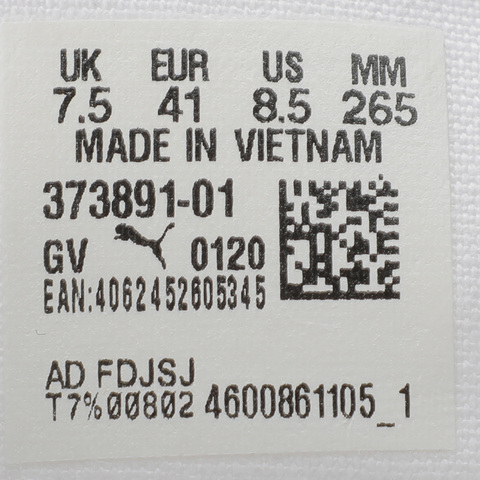 UK EUR US MM
7.5 41 8.5 265
MADE IN VIETNAM
373891-01
GV 0120
EAN:4062452605345
AD FDJSJ
T7%00802 4600861105_1